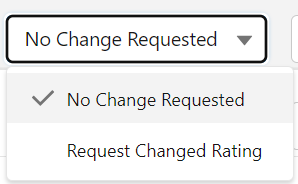 No Change Requested
No Change Requested
Request Changed Rating